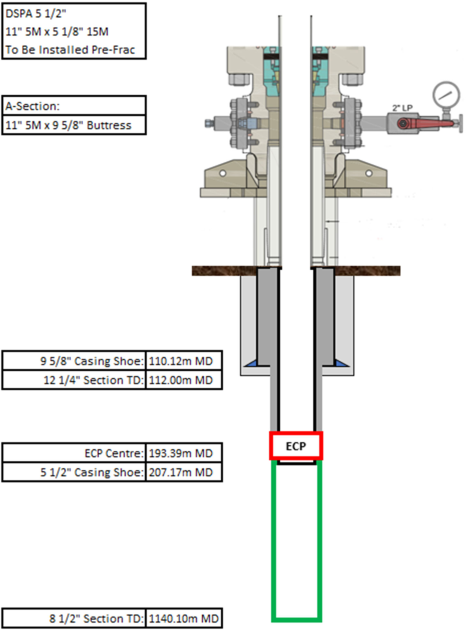 DSPA 5 1/2"
11" 5M x 5 1/8" 15M
To Be Installed Pre-Frac
A-Section:
11" 5M x 9 5/8" Buttress
2" LP
9 5/8" Casing Shoe: 110.12m MD
12 1/4" Section TD: 112.00m MD
ECP
ECP Centre: 193.39m MD
5 1/2" Casing Shoe: 207.17m MD
8 1/2" Section TD: 1140.10m MD